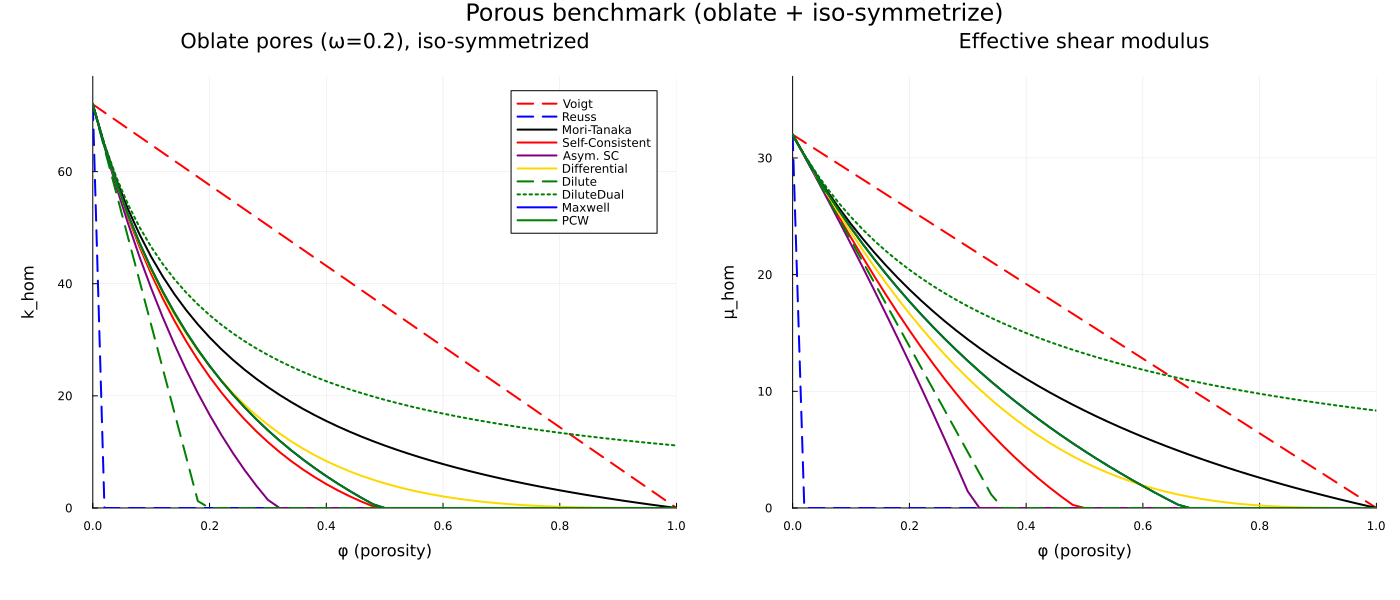 Porous benchmark (oblate + iso-symmetrize)
Oblate pores (ω=0.2), iso-symmetrized
k_hom
60
40
20
0
0.0 0.2 0.4 0.6 0.8 1.0
φ (porosity)
Voigt
Reuss
Mori-Tanaka
Self-Consistent
Asym. SC
Differential
Dilute
DiluteDual
Maxwell
PCW
Effective shear modulus
μ_hom
30
20
10
0
0.0 0.2 0.4 0.6 0.8 1.0
φ (porosity)